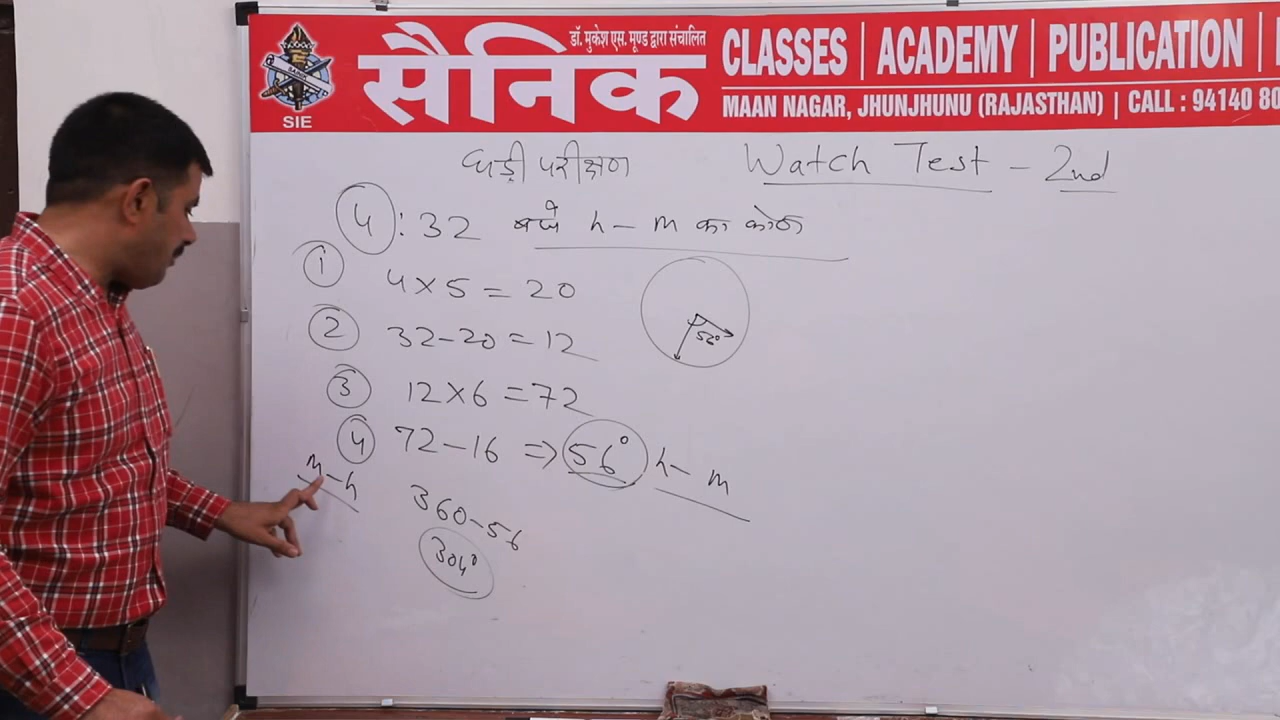 डॉ. मुकेश एस. मूण्ड द्वारा संचालित
सैनिक
CLASSES | ACADEMY | PUBLICATION |
MAAN NAGAR, JHUNJHUNU (RAJASTHAN) | CALL : 94140 80
SIE
घड़ी परीक्षण Watch Test - 2nd
4 : 32 बजे h - m का कोण
1 4 × 5 = 20
2 32 - 20 = 12
3 12 × 6 = 72
4 72 - 16 ⇒ 56° h - m
56°
m - h
360 - 56
304°